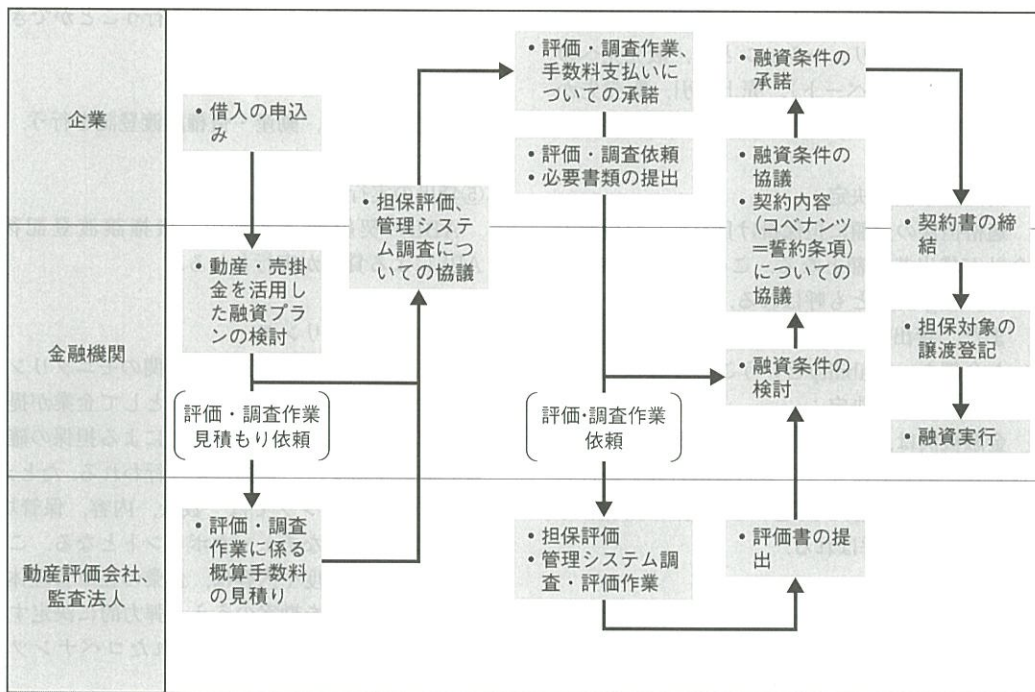 企業
金融機関
動産評価会社、
監査法人
・借入の申込
み
・動産・売掛
金を活用し
た融資プラ
ンの検討
評価・調査作業
見積もり依頼
・評価・調査
作業に係る
概算手数料
の見積り
・担保評価、
管理システ
ム調査につ
いての協議
・評価・調査作業、
手数料支払いに
ついての承諾
・評価・調査依頼
・必要書類の提出
評価・調査作業
依頼
・担保評価
・管理システム調
査・評価作業
・評価書の提
出
・融資条件の
検討
・融資条件の
協議
・契約内容
(コベナンツ
=誓約条項)
についての
協議
・融資条件の
承諾
・契約書の締
結
・担保対象の
譲渡登記
・融資実行